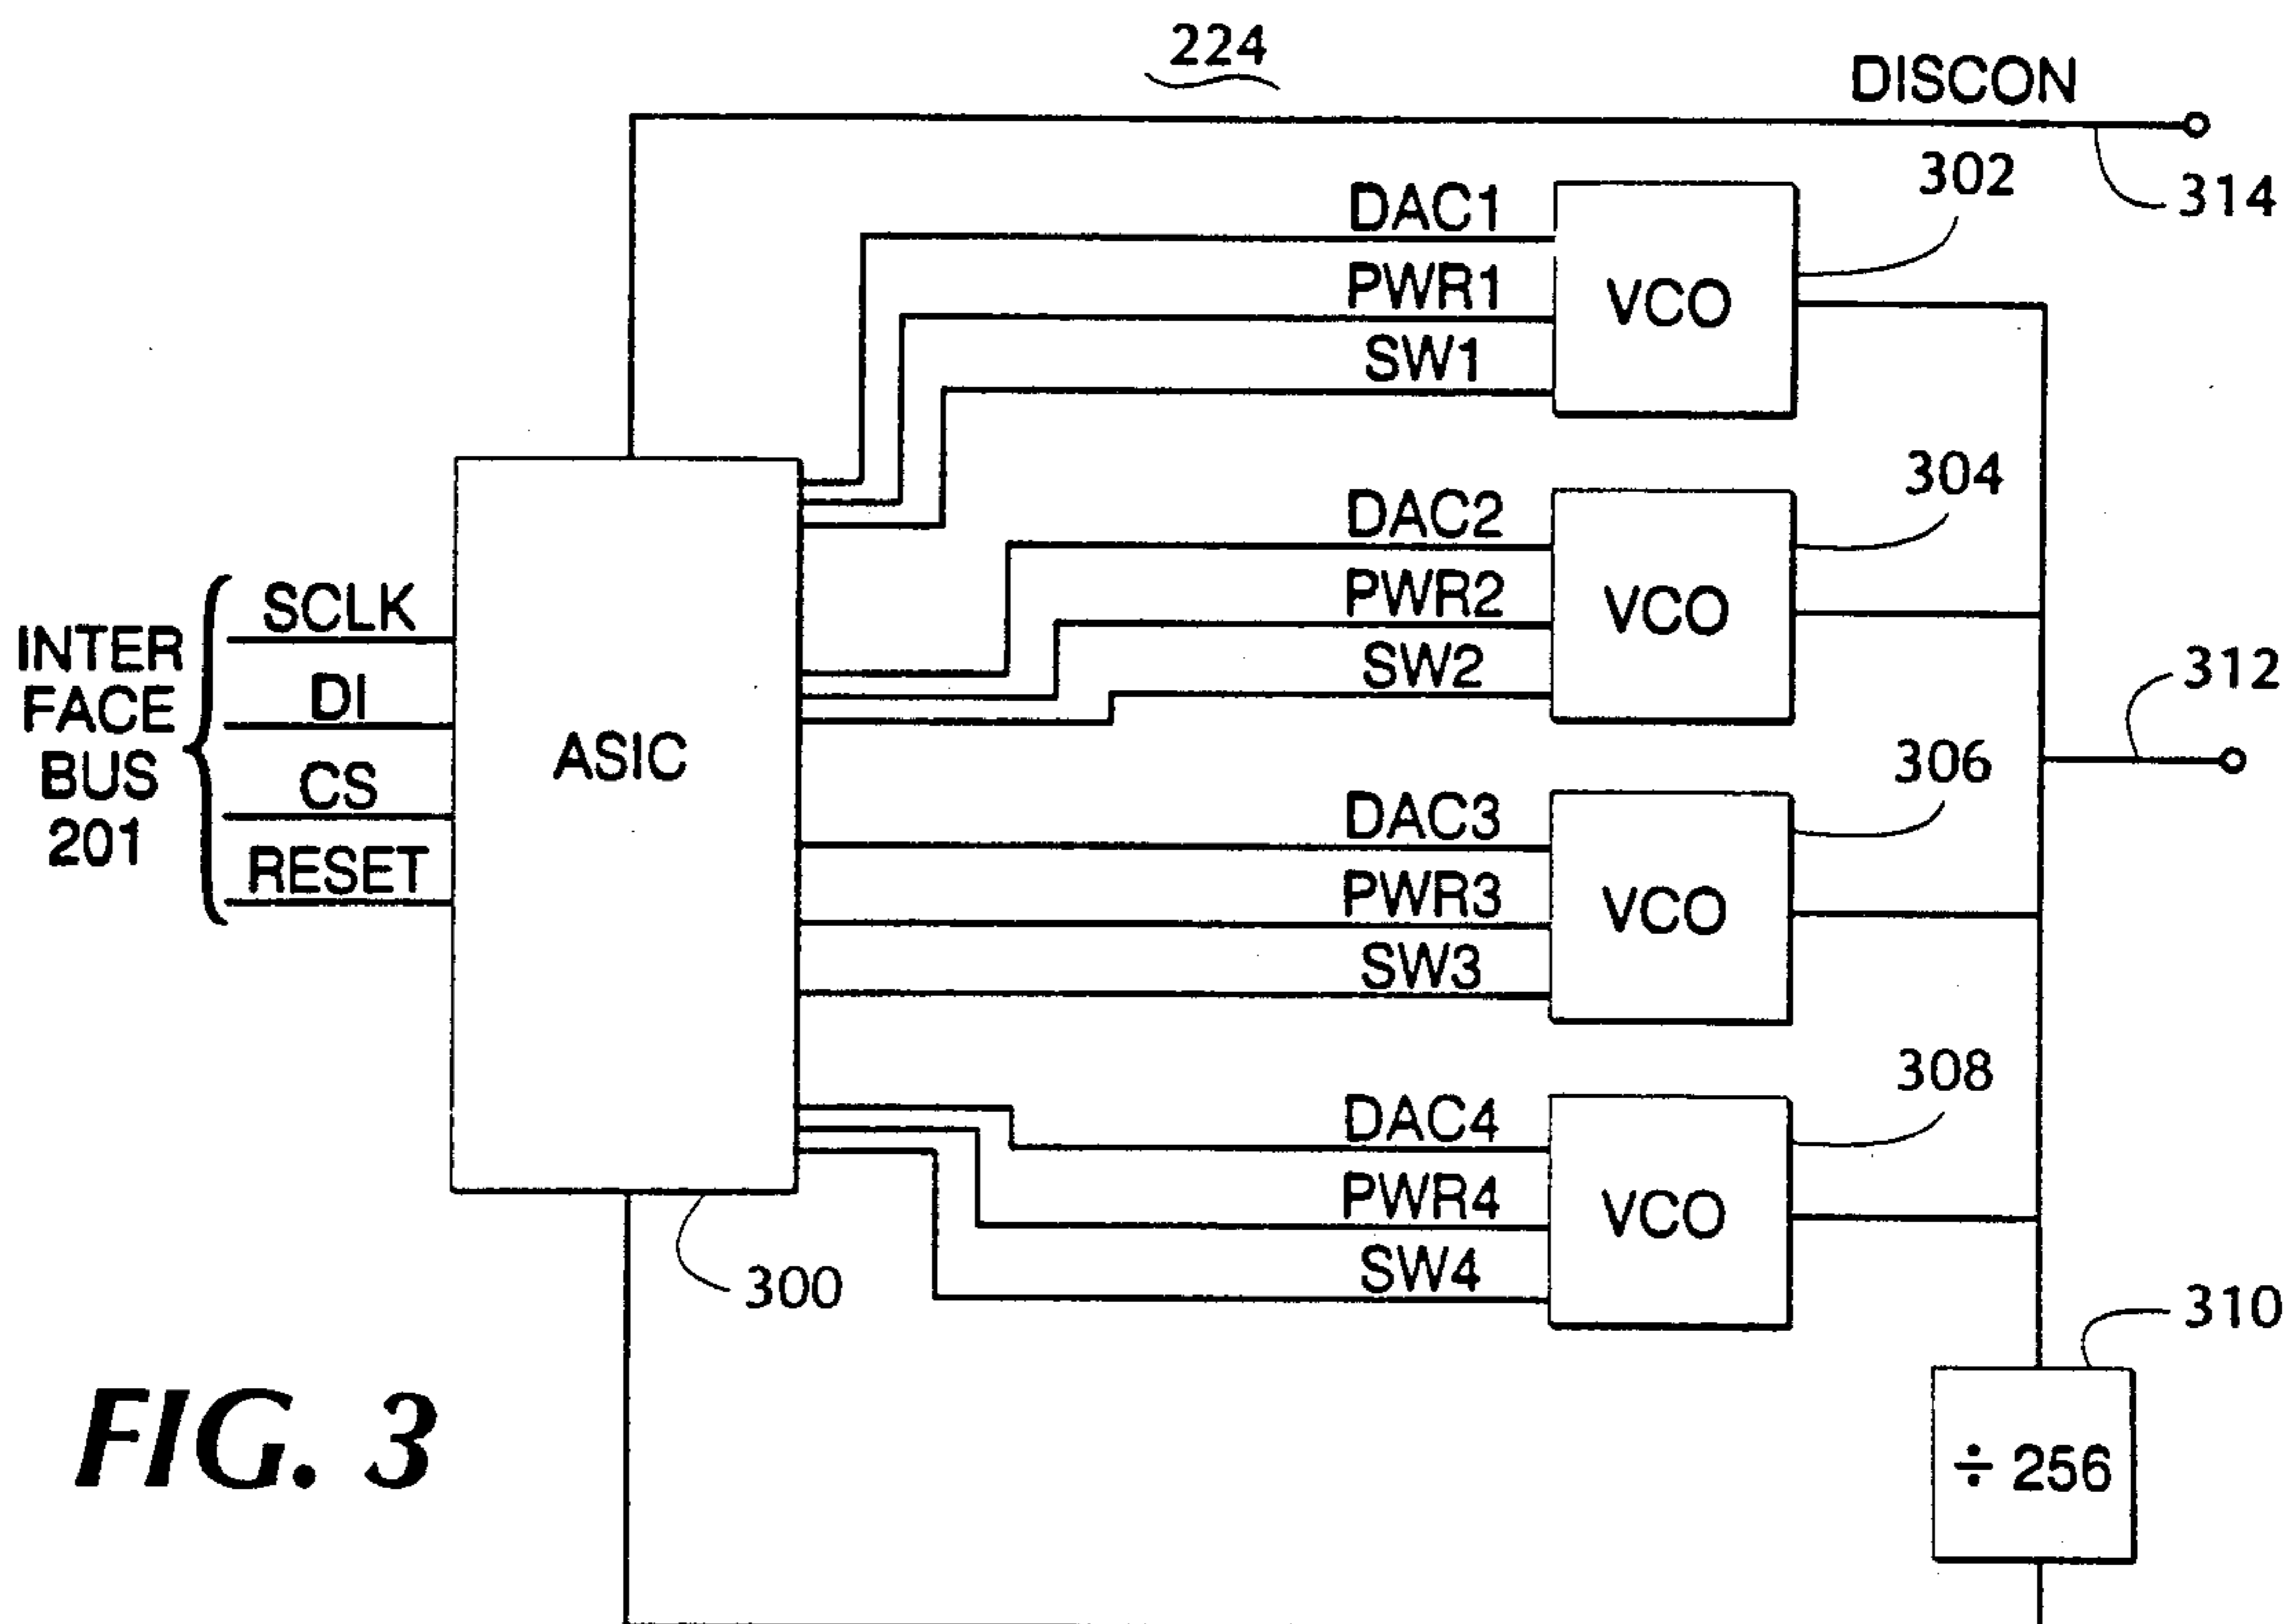 224
DISCON
314
302
DAC1
PWR1
SW1
VCO
304
DAC2
PWR2
SW2
VCO
312
INTER
FACE
BUS
201
SCLK
DI
CS
RESET
ASIC
306
DAC3
PWR3
SW3
VCO
308
DAC4
PWR4
SW4
VCO
300
310
÷ 256
FIG. 3